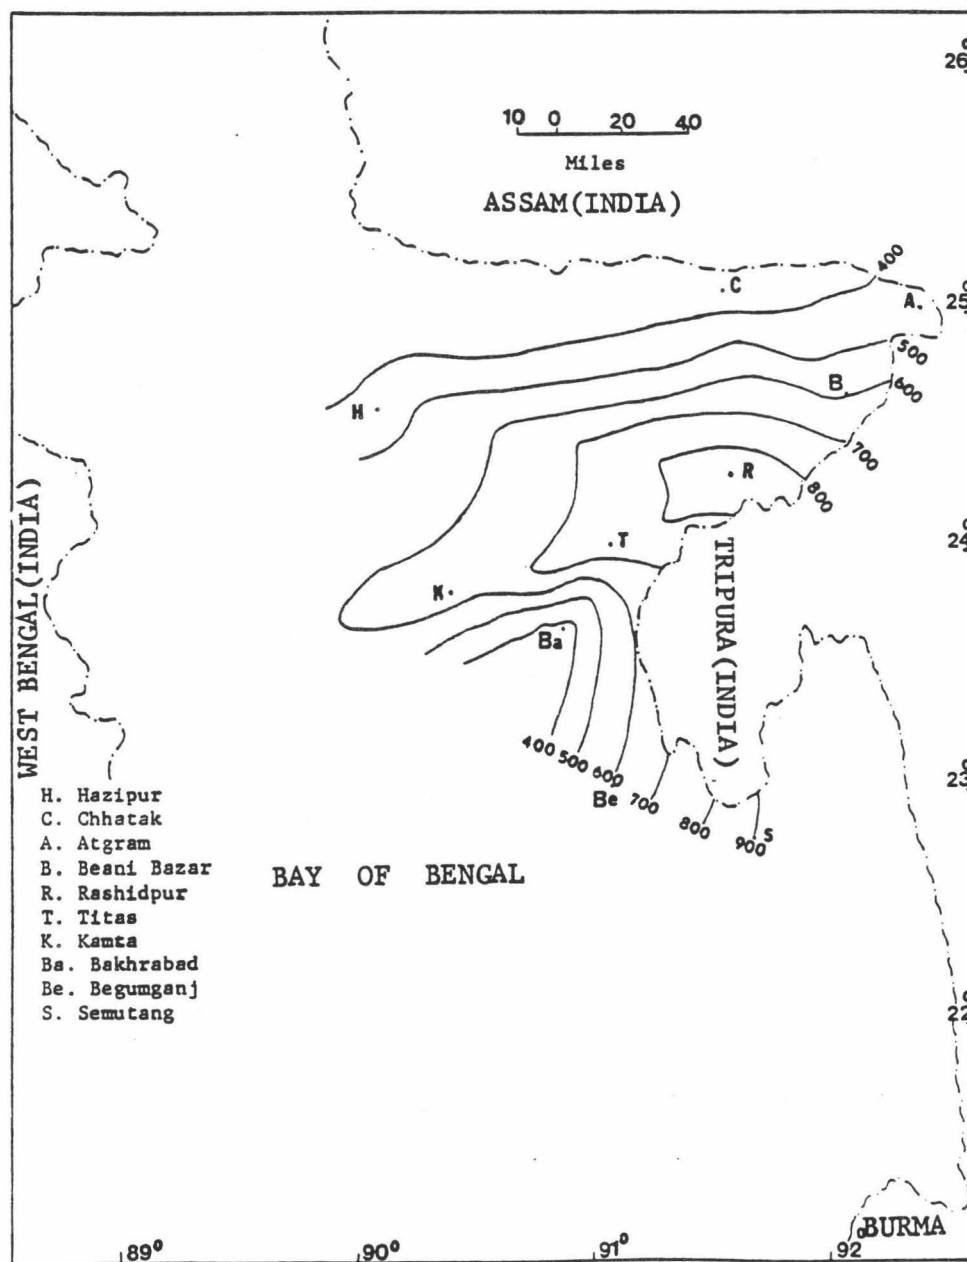 26°
10 0 20 40
Miles
ASSAM(INDIA)
400
.C
A.
25°
500
600
B.
H.
700
.R
800
WEST BENGAL(INDIA)
24°
.T
TRIPURA(INDIA)
K.
Ba
400
500
600
Be
700
800
900
S
23°
H. Hazipur
C. Chhatak
A. Atgram
B. Beani Bazar
R. Rashidpur
T. Titas
K. Kamta
Ba. Bakhrabad
Be. Begumganj
S. Semutang
BAY OF BENGAL
22°
BURMA
89° 90° 91° 92°